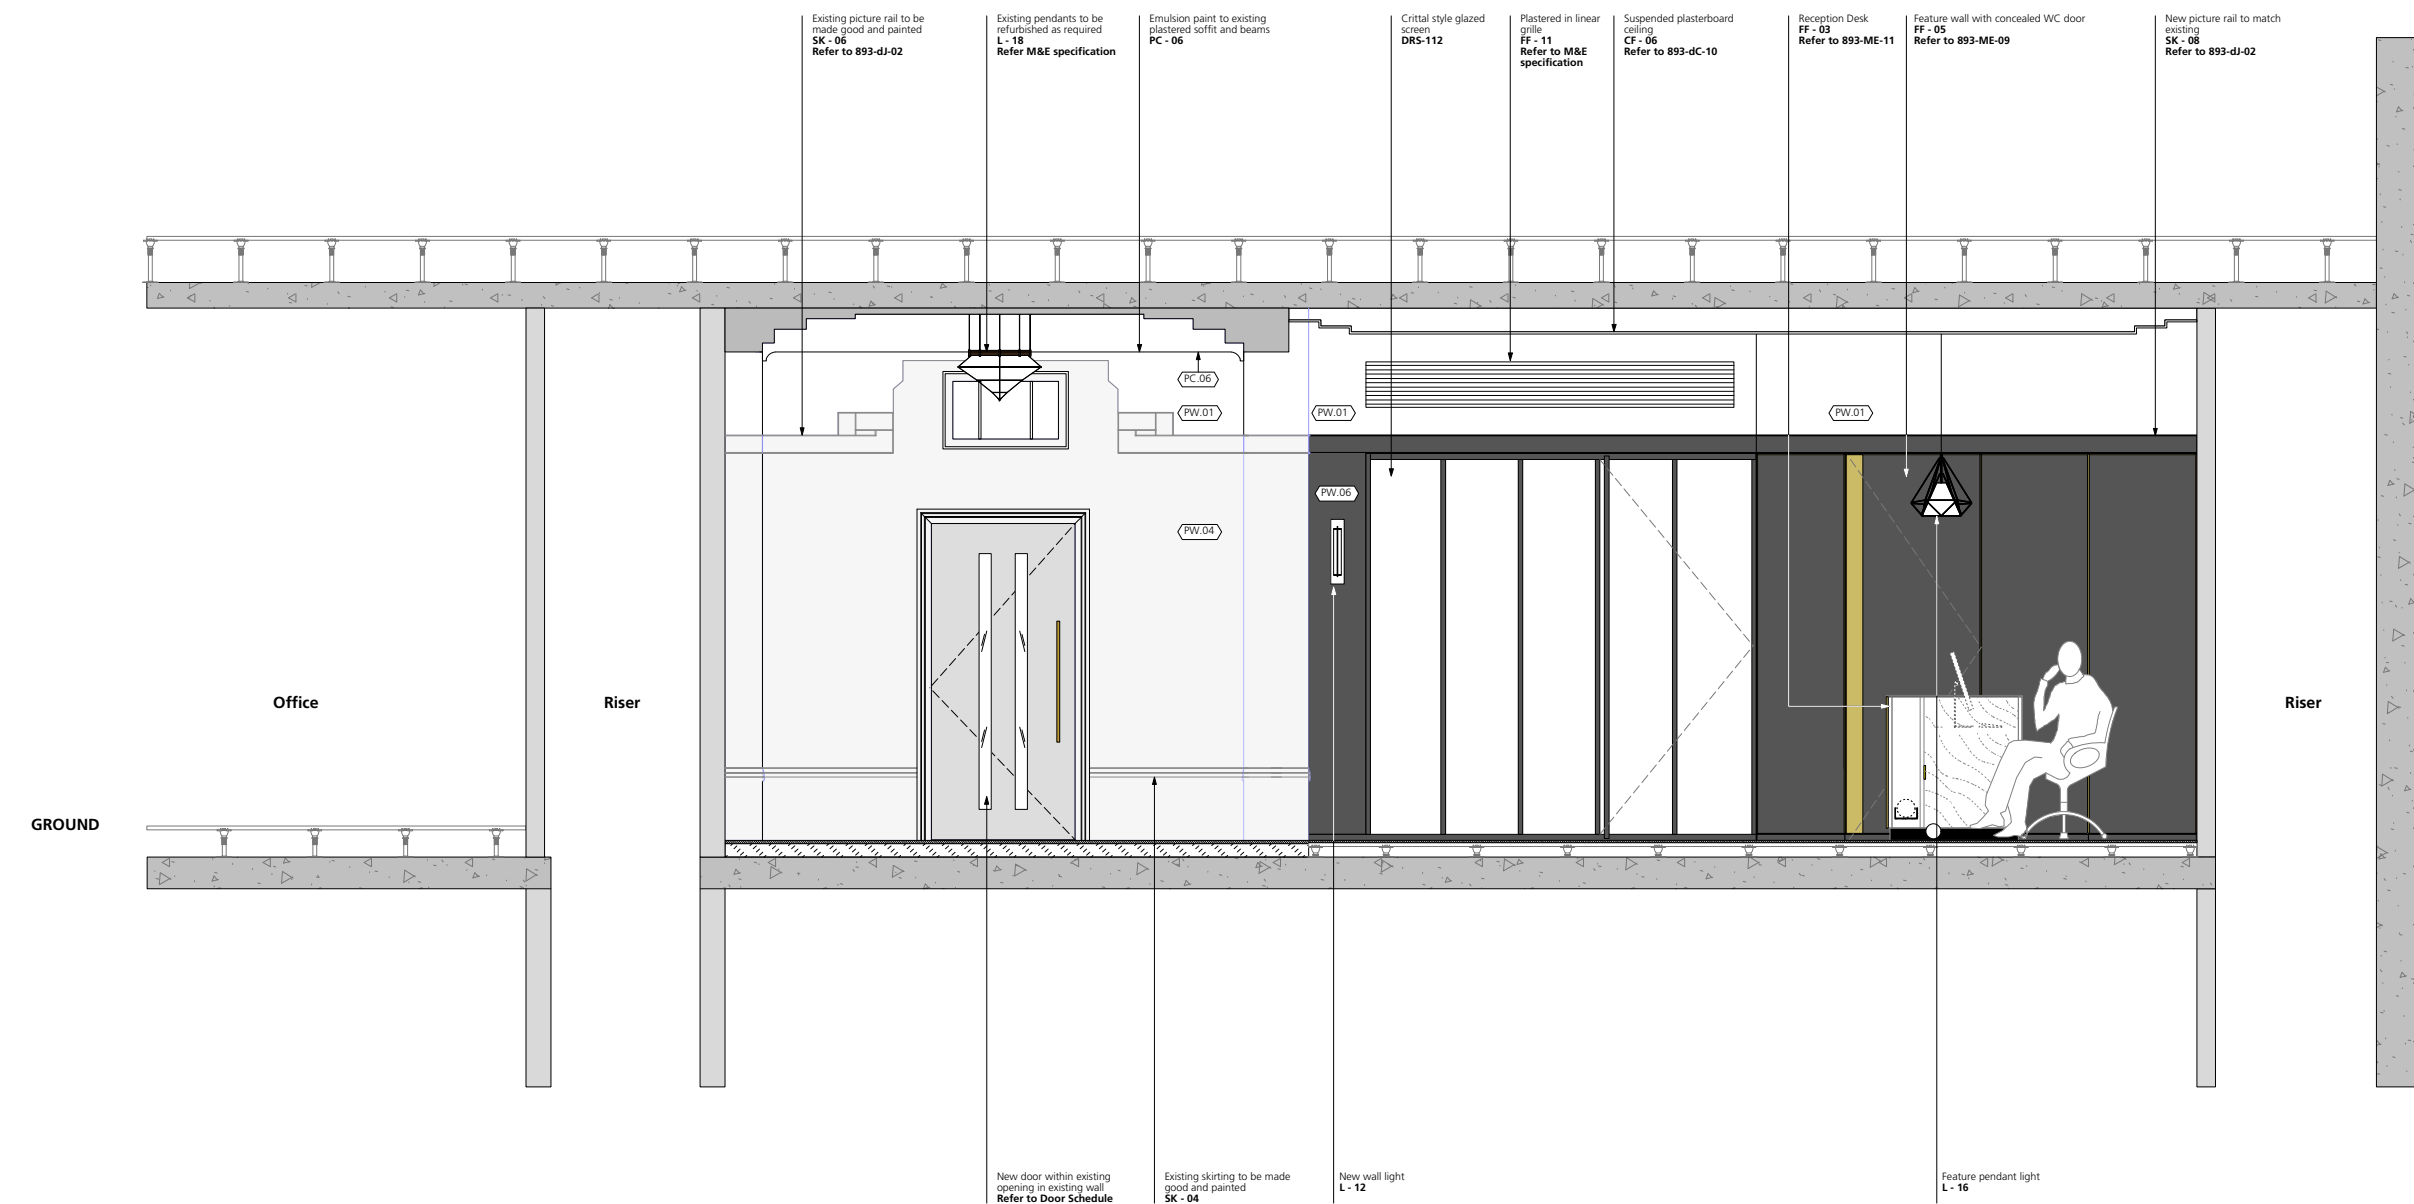 Existing picture rail to be
made good and painted
SK - 06
Refer to 893-dJ-02
Existing pendants to be
refurbished as required
L - 18
Refer M&E specification
Emulsion paint to existing
plastered soffit and beams
PC - 06
Crittal style glazed
screen
DRS-112
Plastered in linear
grille
FF - 11
Refer to M&E
specification
Suspended plasterboard
ceiling
CF - 06
Refer to 893-dC-10
Reception Desk
FF - 03
Refer to 893-ME-11
Feature wall with concealed WC door
FF - 05
Refer to 893-ME-09
New picture rail to match
existing
SK - 08
Refer to 893-dJ-02
PC.06
PW.01
PW.01
PW.01
PW.06
PW.04
Office
Riser
Riser
GROUND
New door within existing
opening in existing wall
Refer to Door Schedule
Existing skirting to be made
good and painted
SK - 04
New wall light
L - 12
Feature pendant light
L - 16